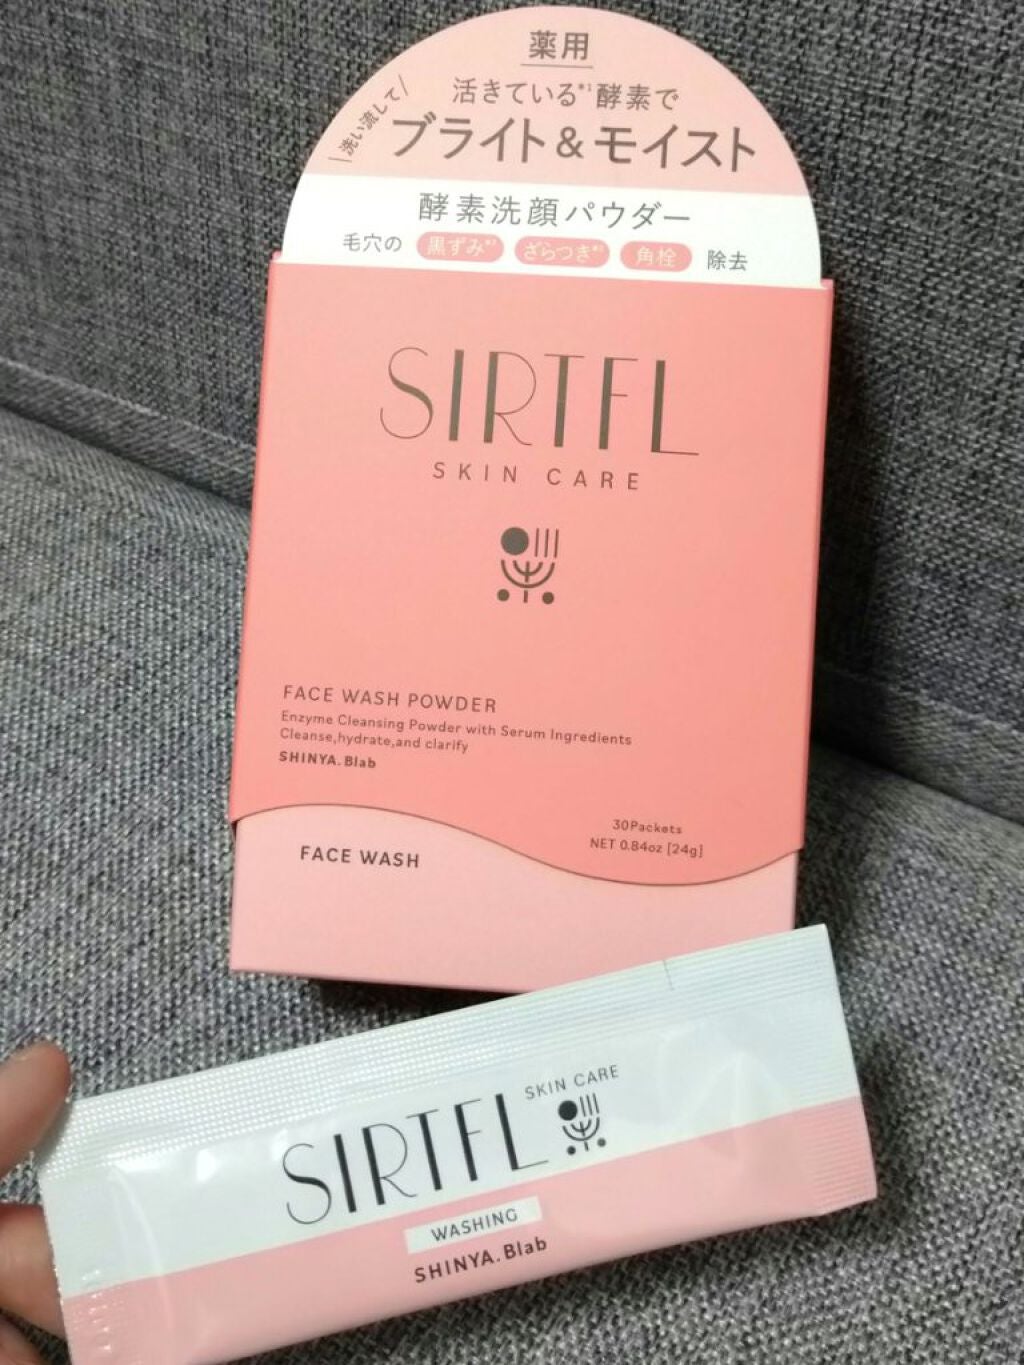 薬用
洗い流して
活きている*1酵素で
ブライト&モイスト
酵素洗顔パウダー
毛穴の 黒ずみ*2 ざらつき*2 角栓 除去
SIRTFL
SKIN CARE
FACE WASH POWDER
Enzyme Cleansing Powder with Serum Ingredients
Cleanse,hydrate,and clarify
SHINYA.Blab
30Packets
NET 0.84oz [24g]
FACE WASH
SKIN CARE
SIRTFL
WASHING
SHINYA.Blab